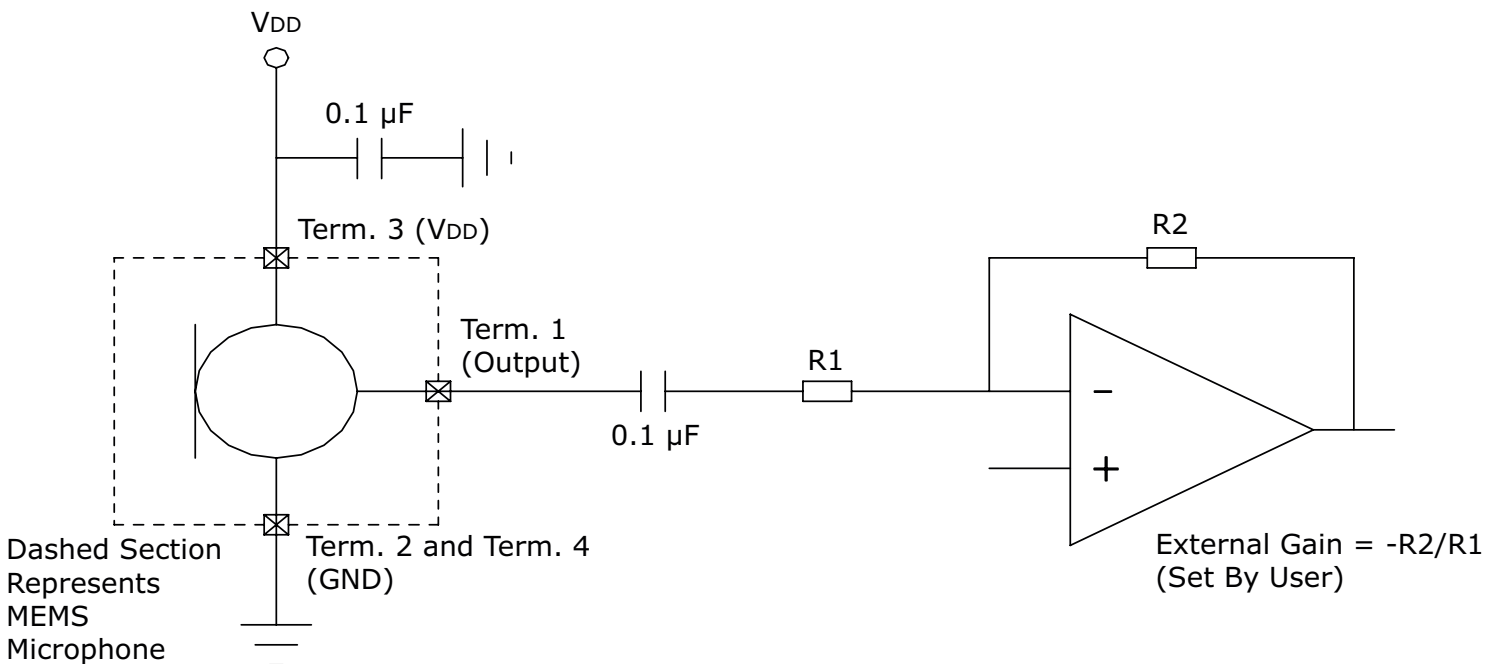 VDD
0.1 µF
Term. 3 (VDD)
R2
Term. 1
(Output)
R1
0.1 µF
−
+
Dashed Section
Represents
MEMS
Microphone
Term. 2 and Term. 4
(GND)
External Gain = -R2/R1
(Set By User)